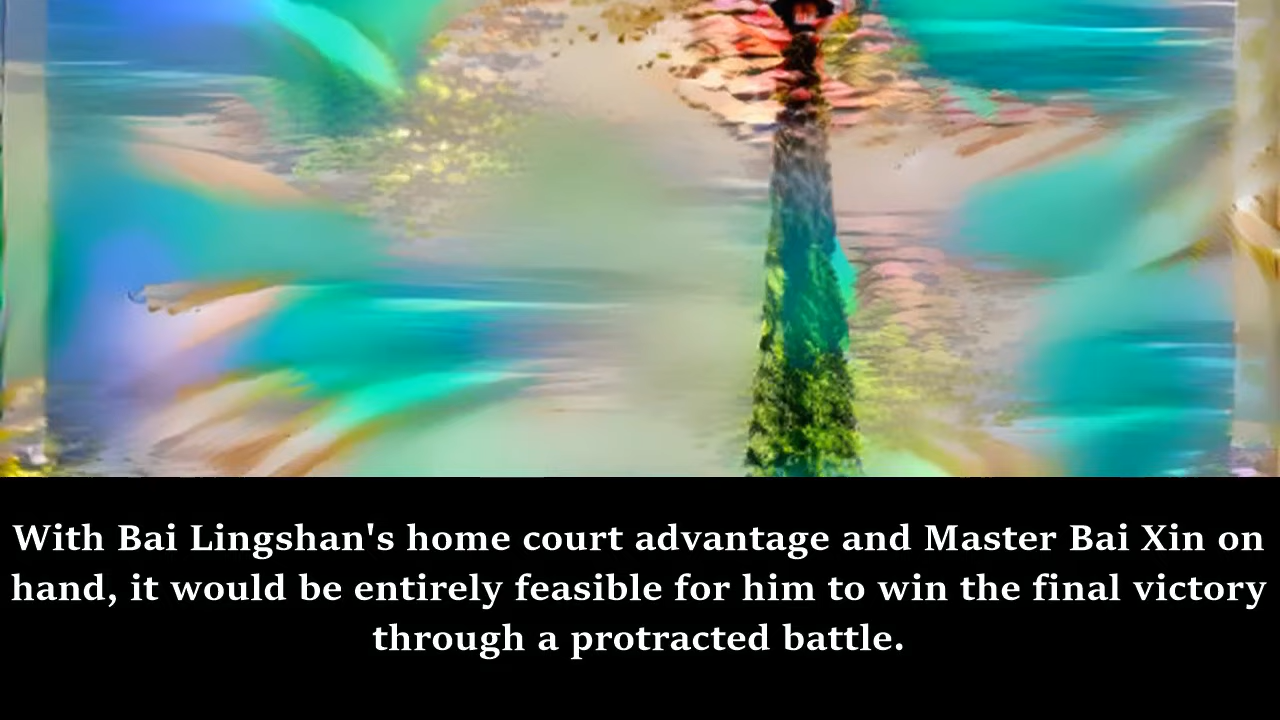 With Bai Lingshan's home court advantage and Master Bai Xin on
hand, it would be entirely feasible for him to win the final victory
through a protracted battle.